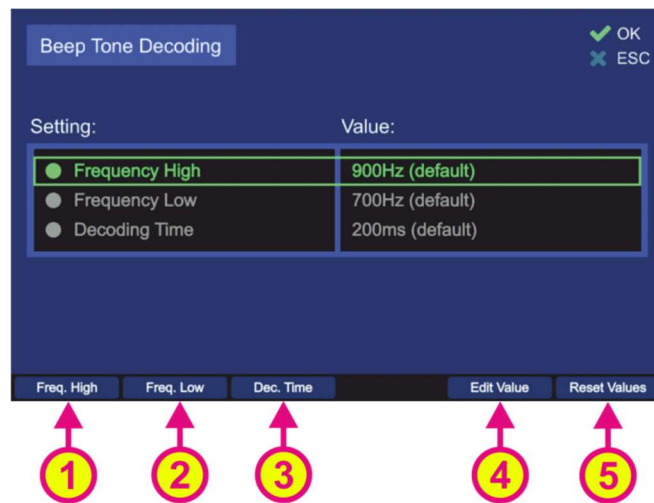 Beep Tone Decoding
OK
ESC
Setting: Value:
Frequency High 900Hz (default)
Frequency Low 700Hz (default)
Decoding Time 200ms (default)
Freq. High Freq. Low Dec. Time Edit Value Reset Values
1 2 3 4 5